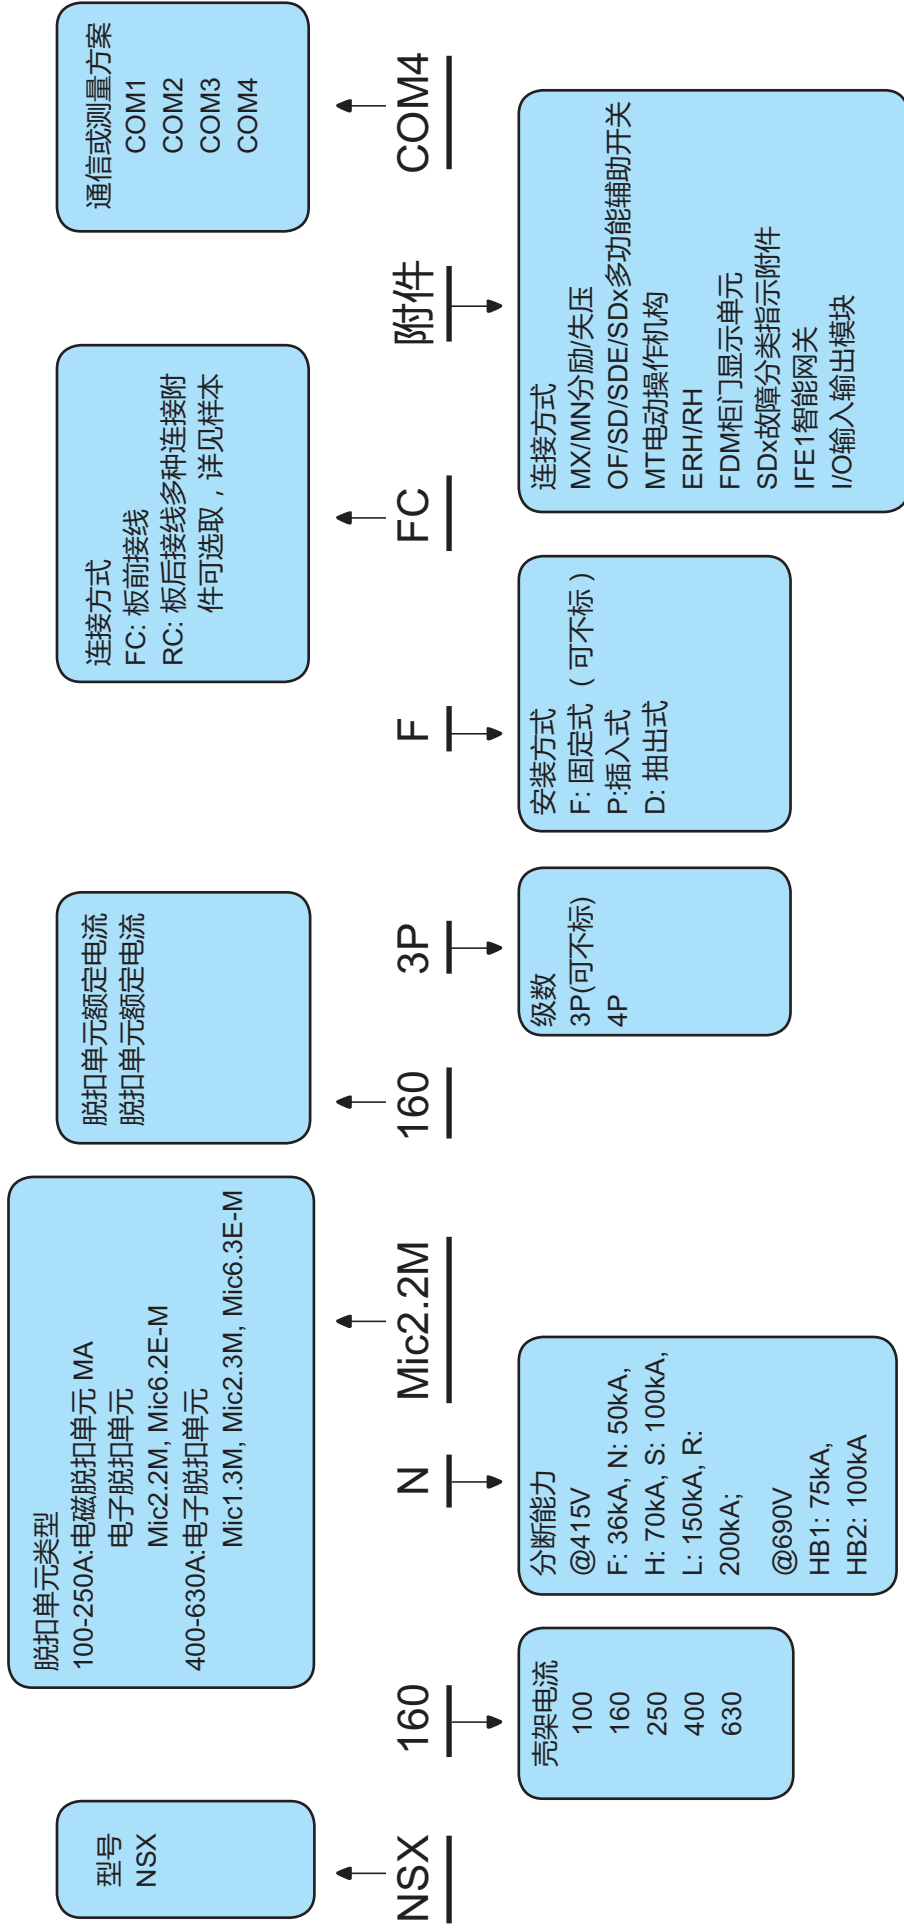 型号
NSX
脱扣单元类型
100-250A:电磁脱扣单元 MA
电子脱扣单元
Mic2.2M, Mic6.2E-M
400-630A:电子脱扣单元
Mic1.3M, Mic2.3M, Mic6.3E-M
脱扣单元额定电流
脱扣单元额定电流
连接方式
FC: 板前接线
RC: 板后接线多种连接附
件可选取，详见样本
通信或测量方案
COM1
COM2
COM3
COM4
NSX 160 N Mic2.2M 160 3P F FC 附件 COM4
壳架电流
100
160
250
400
630
分断能力
@415V
F: 36kA, N: 50kA,
H: 70kA, S: 100kA,
L: 150kA, R:
200kA;
@690V
HB1: 75kA,
HB2: 100kA
级数
3P(可不标)
4P
安装方式
F: 固定式（可不标）
P:插入式
D: 抽出式
连接方式
MX/MN分励/失压
OF/SD/SDE/SDx多功能辅助开关
MT电动操作机构
ERH/RH
FDM柜门显示单元
SDx故障分类指示附件
IFE1智能网关
I/O输入输出模块